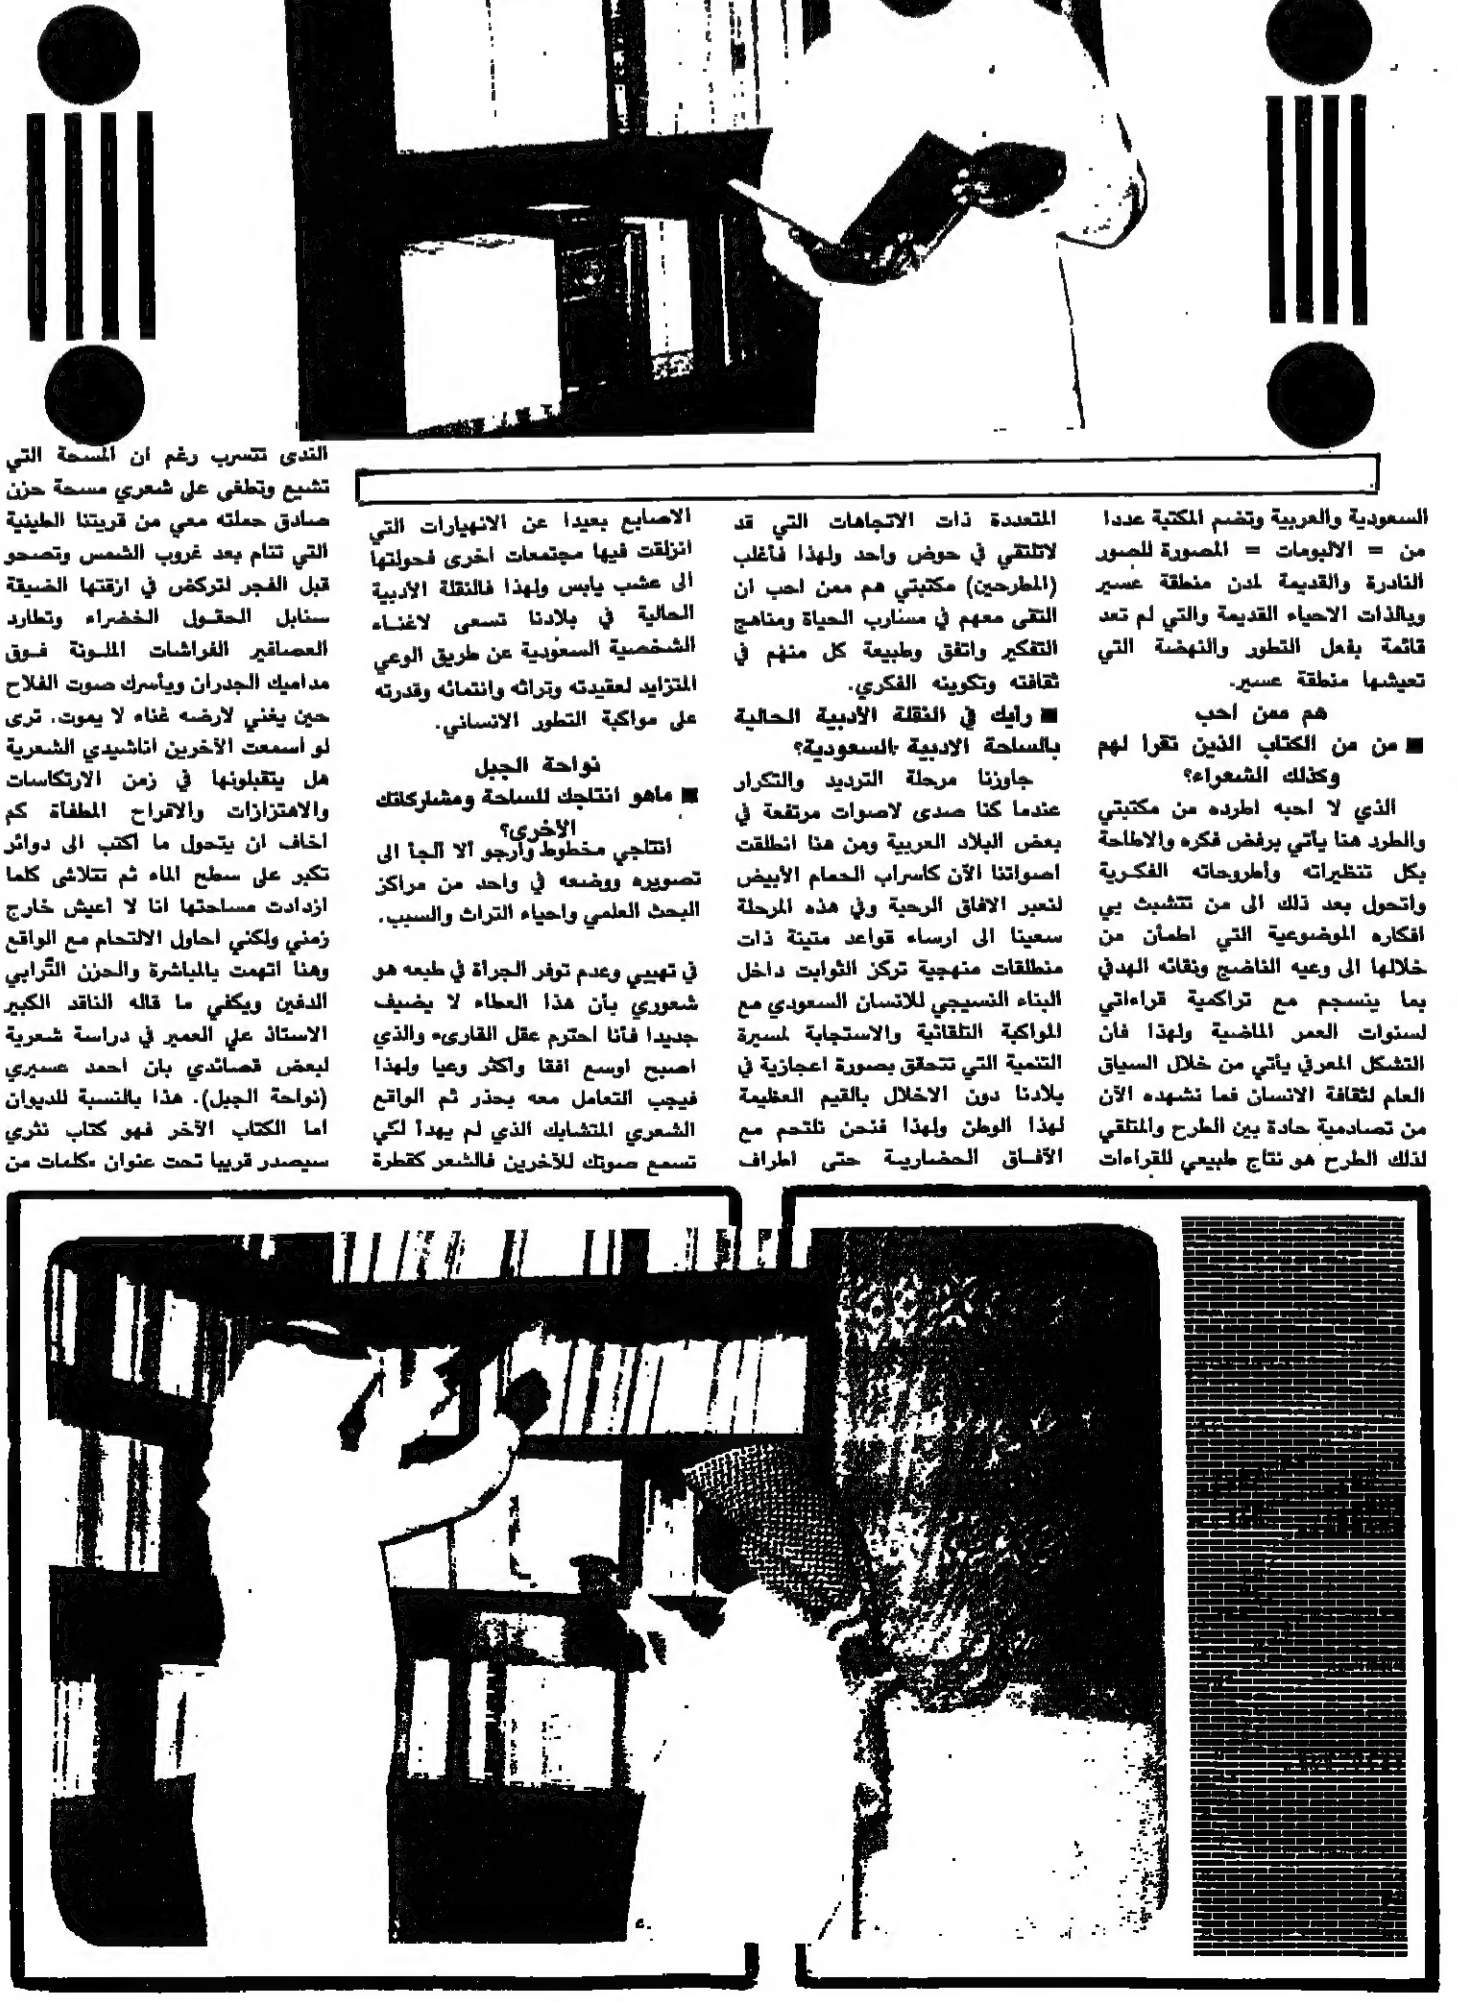 السعودية والعربية وتضم المكتبة عددا
من = الالبومات = المصورة للصور
النادرة والقديمة لمدن منطقة عسير
وبالذات الاحياء القديمة والتي لم تعد
قائمة بفعل التطور والنهضة التي
تعيشها منطقة عسير.
هم ممن احب
■ من من الكتاب الذين تقرأ لهم
وكذلك الشعراء؟
الذي لا احبه اطرده من مكتبتي
والطرد هنا يأتي برفض فكره والاطاحة
بكل تنظيراته وأطروحاته الفكرية
واتحول بعد ذلك الى من تتشبث بي
افكاره الموضوعية التي اطمأن من
خلالها الى وعيه الناضج ونقائه الهدفي
بما ينسجم مع تراكمية قراءاتي
لسنوات العمر الماضية ولهذا فأن
التشكل المعرفي يأتي من خلال السياق
العام لثقافة الانسان فما نشهده الآن
من تصادمية حادة بين الطرح والمتلقي
لذلك الطرح هو نتاج طبيعي للقراءات
المتعددة ذات الاتجاهات التي قد
لاتلتقي في حوض واحد ولهذا فأغلب
(المطرحين) مكتبتي هم ممن احب ان
التقى معهم في مسارب الحياة ومناهج
التفكير واتفق وطبيعة كل منهم في
ثقافته وتكوينه الفكري.
■ رأيك في النقلة الأدبية الحالية
بالساحة الادبية السعودية؟
جاوزنا مرحلة الترديد والتكرار
عندما كنا صدى لاصوات مرتفعة في
بعض البلاد العربية ومن هنا انطلقت
اصواتنا الآن كأسراب الحمام الأبيض
لتعبر الافاق الرحبة وفي هذه المرحلة
سعينا الى ارساء قواعد متينة ذات
منطلقات منهجية تركز الثوابت داخل
البناء النسيجي للانسان السعودي مع
المواكبة التلقائية والاستجابة لمسيرة
التنمية التي تتحقق بصورة اعجازية في
بلادنا دون الاخلال بالقيم العظيمة
لهذا الوطن ولهذا فنحن نلتحم مع
الآفاق الحضارية حتى اطراف
الاصابع بعيدا عن الانهيارات التي
انزلقت فيها مجتمعات اخرى فحولتها
الى عشب يابس ولهذا فالنقلة الأدبية
الحالية في بلادنا تسعى لاغناء
الشخصية السعودية عن طريق الوعي
المتزايد لعقيدته وتراثه وانتمائه وقدرته
على مواكبة التطور الانساني.
نواحة الجبل
■ ماهو انتاجك للساحة ومشاركاتك
الأخرى؟
انتاجي مخطوط وأرجو ألا ألجأ الى
تصويره ووضعه في واحد من مراكز
البحث العلمي واحياء التراث والسبب.
في تهيبي وعدم توفر الجرأة في طبعه هو
شعوري بأن هذا العطاء لا يضيف
جديدا فأنا احترم عقل القارىء والذي
اصبح اوسع افقا واكثر وعيا ولهذا
فيجب التعامل معه بحذر ثم الواقع
الشعري المتشابك الذي لم يهدأ لكي
تسمع صوتك للآخرين فالشعر كقطرة
الندى تتسرب رغم ان المسحة التي
تشيع وتطغى على شعري مسحة حزن
صادق حملته معي من قريتنا الطينية
التي تنام بعد غروب الشمس وتصحو
قبل الفجر لتركض في ازقتها الضيقة
سنابل الحقول الخضراء وتطارد
العصافير الفراشات الملونة فوق
مداميك الجدران ويأسرك صوت الفلاح
حين يغني لارضه غناء لا يموت. ترى
لو اسمعت الآخرين اناشيدي الشعرية
هل يتقبلونها في زمن الارتكاسات
والاهتزازات والاقراح المطفأة كم
اخاف ان يتحول ما اكتب الى دوائر
تكبر على سطح الماء ثم تتلاشى كلما
ازدادت مساحتها انا لا اعيش خارج
زمني ولكني احاول الالتحام مع الواقع
وهنا اتهمت بالمباشرة والحزن الترابي
الدفين ويكفي ما قاله الناقد الكبير
الاستاذ علي العمير في دراسة شعرية
لبعض قصائدي بان احمد عسيري
(نواحة الجبل). هذا بالنسبة للديوان
اما الكتاب الآخر فهو كتاب نثري
سيصدر قريبا تحت عنوان «كلمات من